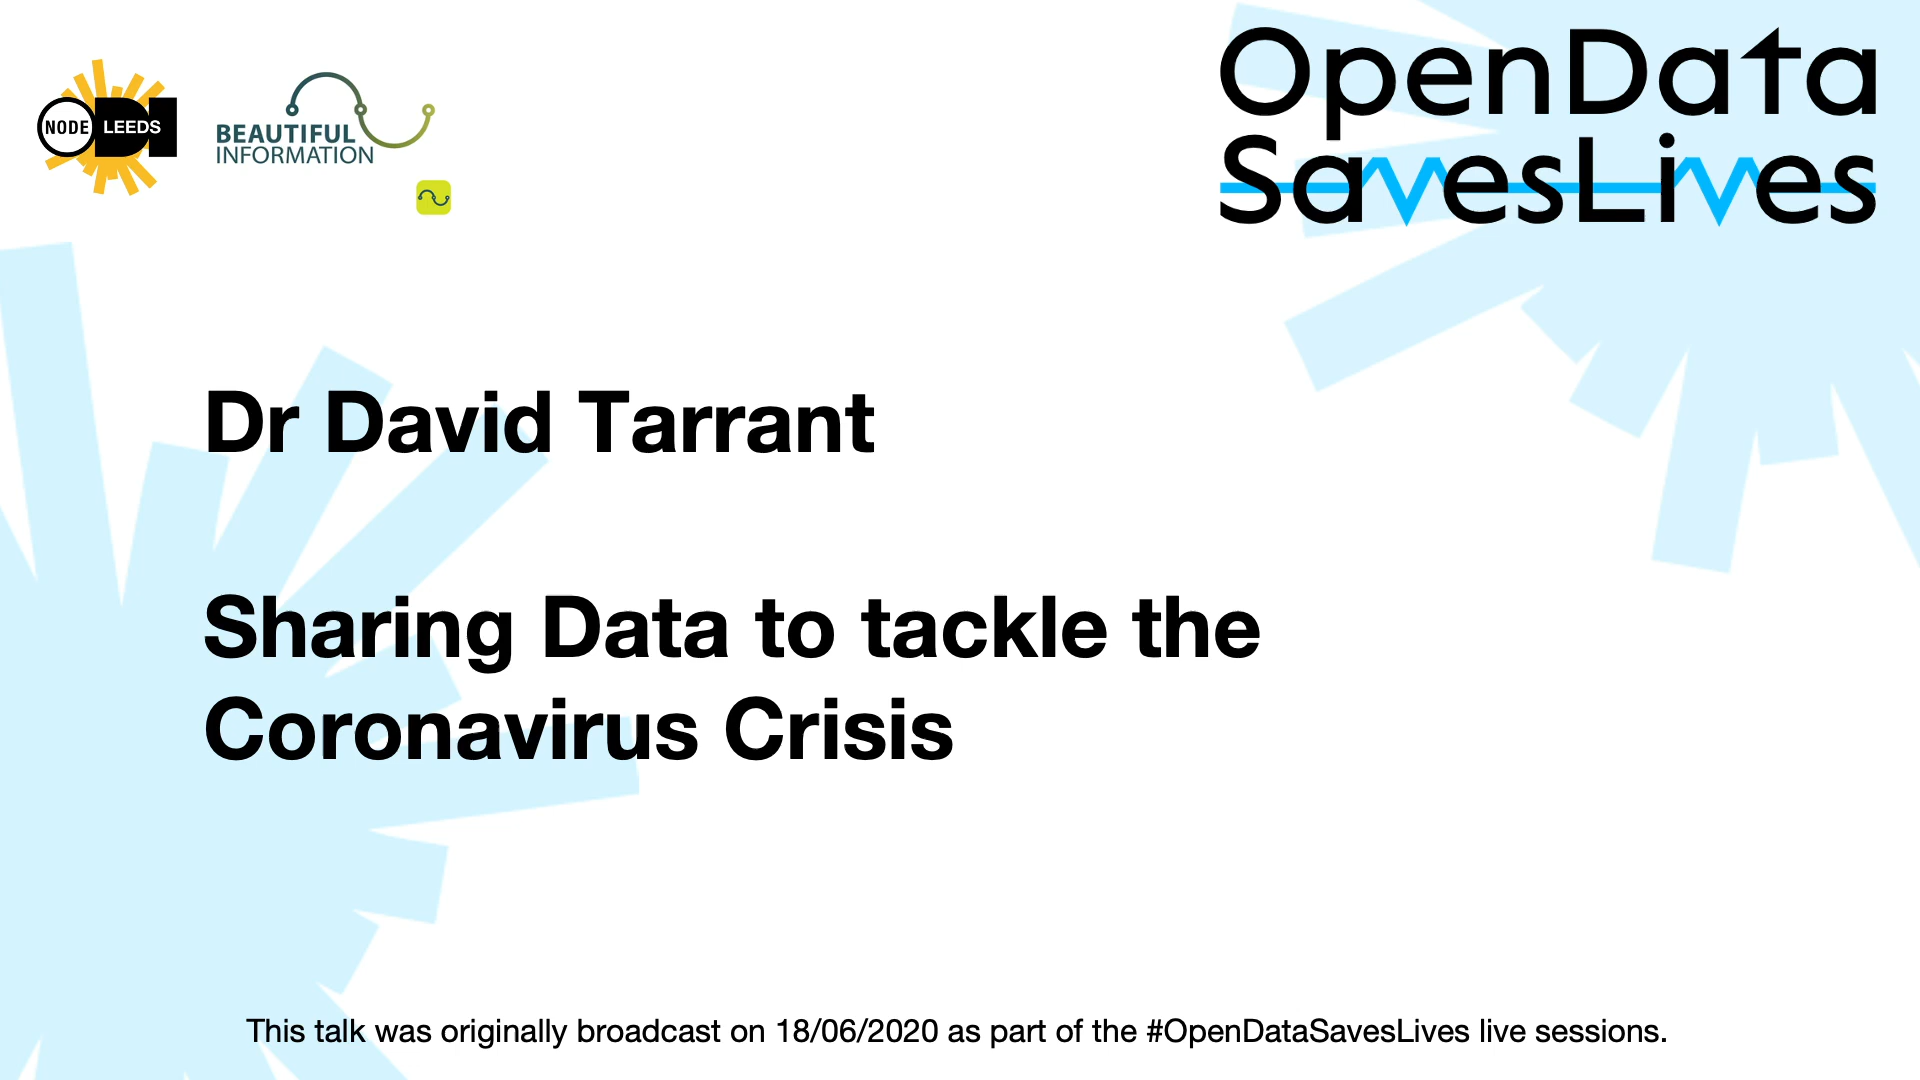 NODE LEEDS
ODI
BEAUTIFUL
INFORMATION
OpenData
SavesLives
Dr David Tarrant
Sharing Data to tackle the
Coronavirus Crisis
This talk was originally broadcast on 18/06/2020 as part of the #OpenDataSavesLives live sessions.